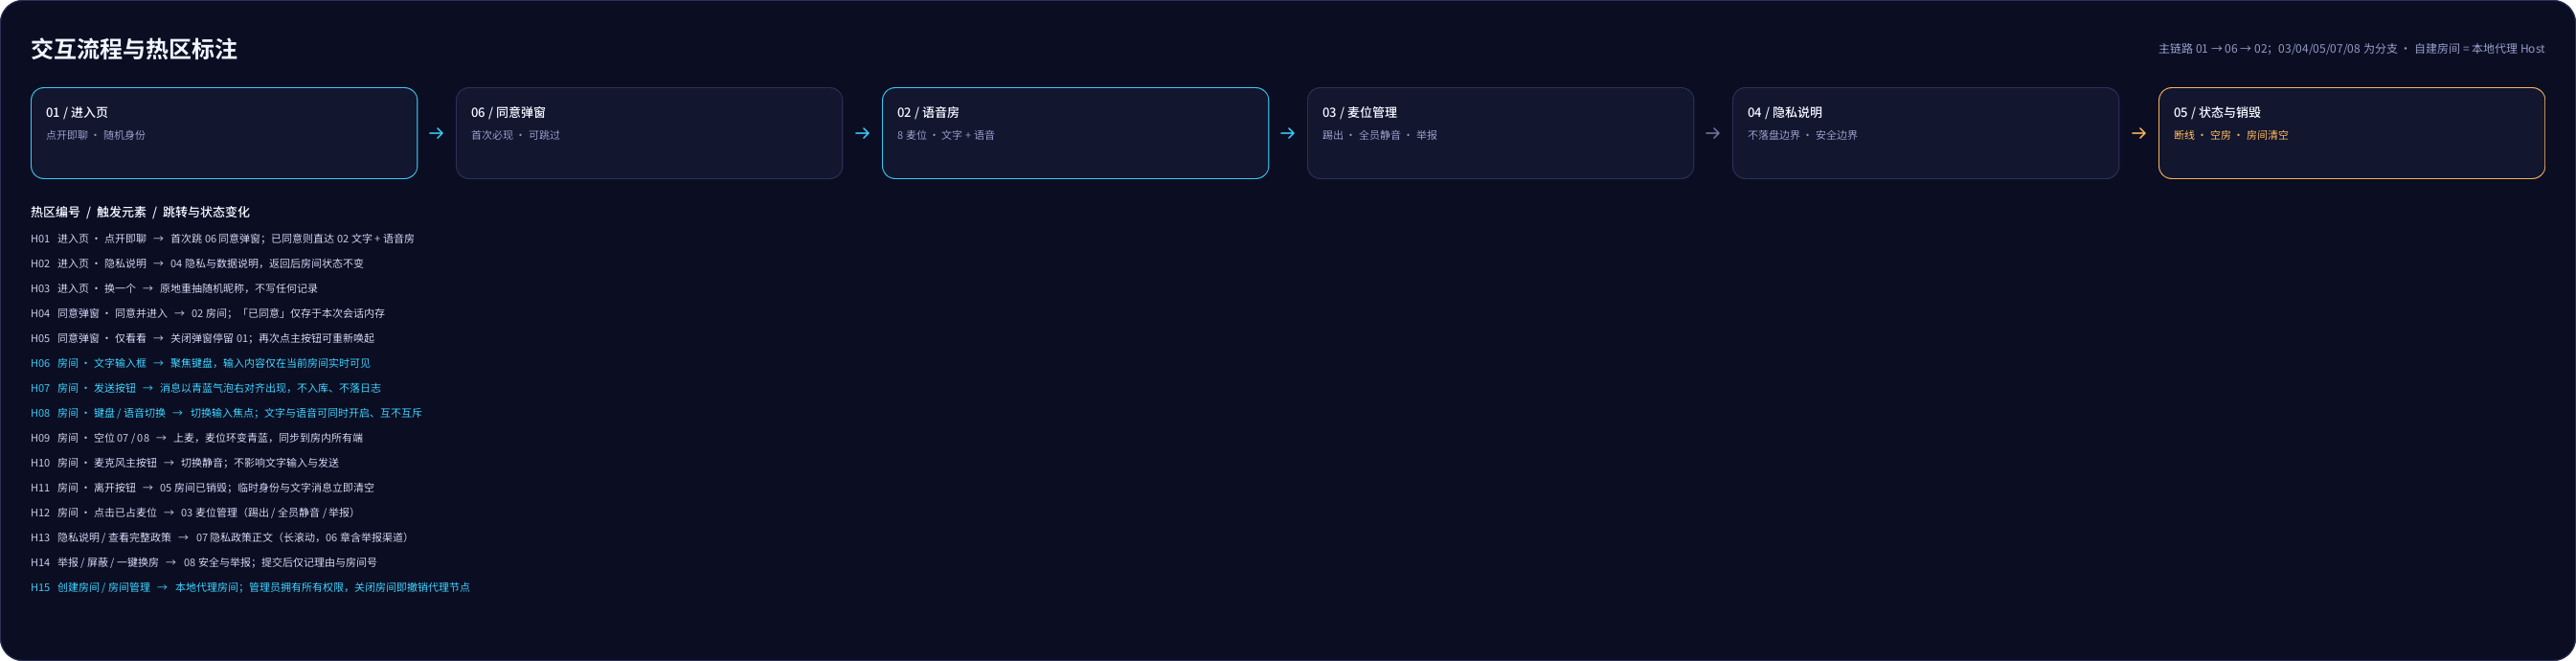 交互流程与热区标注
主链路 01 → 06 → 02；03/04/05/07/08 为分支 · 自建房间 = 本地代理 Host
01 / 进入页
点开即聊 · 随机身份
→
06 / 同意弹窗
首次必现 · 可跳过
→
02 / 语音房
8 麦位 · 文字 + 语音
→
03 / 麦位管理
踢出 · 全员静音 · 举报
→
04 / 隐私说明
不落盘边界 · 安全边界
→
05 / 状态与销毁
断线 · 空房 · 房间清空
热区编号 / 触发元素 / 跳转与状态变化
H01 进入页 · 点开即聊 → 首次跳 06 同意弹窗；已同意则直达 02 文字 + 语音房
H02 进入页 · 隐私说明 → 04 隐私与数据说明，返回后房间状态不变
H03 进入页 · 换一个 → 原地重抽随机昵称，不写任何记录
H04 同意弹窗 · 同意并进入 → 02 房间；「已同意」仅存于本次会话内存
H05 同意弹窗 · 仅看看 → 关闭弹窗停留 01；再次点主按钮可重新唤起
H06 房间 · 文字输入框 → 聚焦键盘，输入内容仅在当前房间实时可见
H07 房间 · 发送按钮 → 消息以青蓝气泡右对齐出现，不入库、不落日志
H08 房间 · 键盘 / 语音切换 → 切换输入焦点；文字与语音可同时开启、互不互斥
H09 房间 · 空位 07 / 08 → 上麦，麦位环变青蓝，同步到房内所有端
H10 房间 · 麦克风主按钮 → 切换静音；不影响文字输入与发送
H11 房间 · 离开按钮 → 05 房间已销毁；临时身份与文字消息立即清空
H12 房间 · 点击已占麦位 → 03 麦位管理（踢出 / 全员静音 / 举报）
H13 隐私说明 / 查看完整政策 → 07 隐私政策正文（长滚动，06 章含举报渠道）
H14 举报 / 屏蔽 / 一键换房 → 08 安全与举报；提交后仅记理由与房间号
H15 创建房间 / 房间管理 → 本地代理房间；管理员拥有所有权限，关闭房间即撤销代理节点